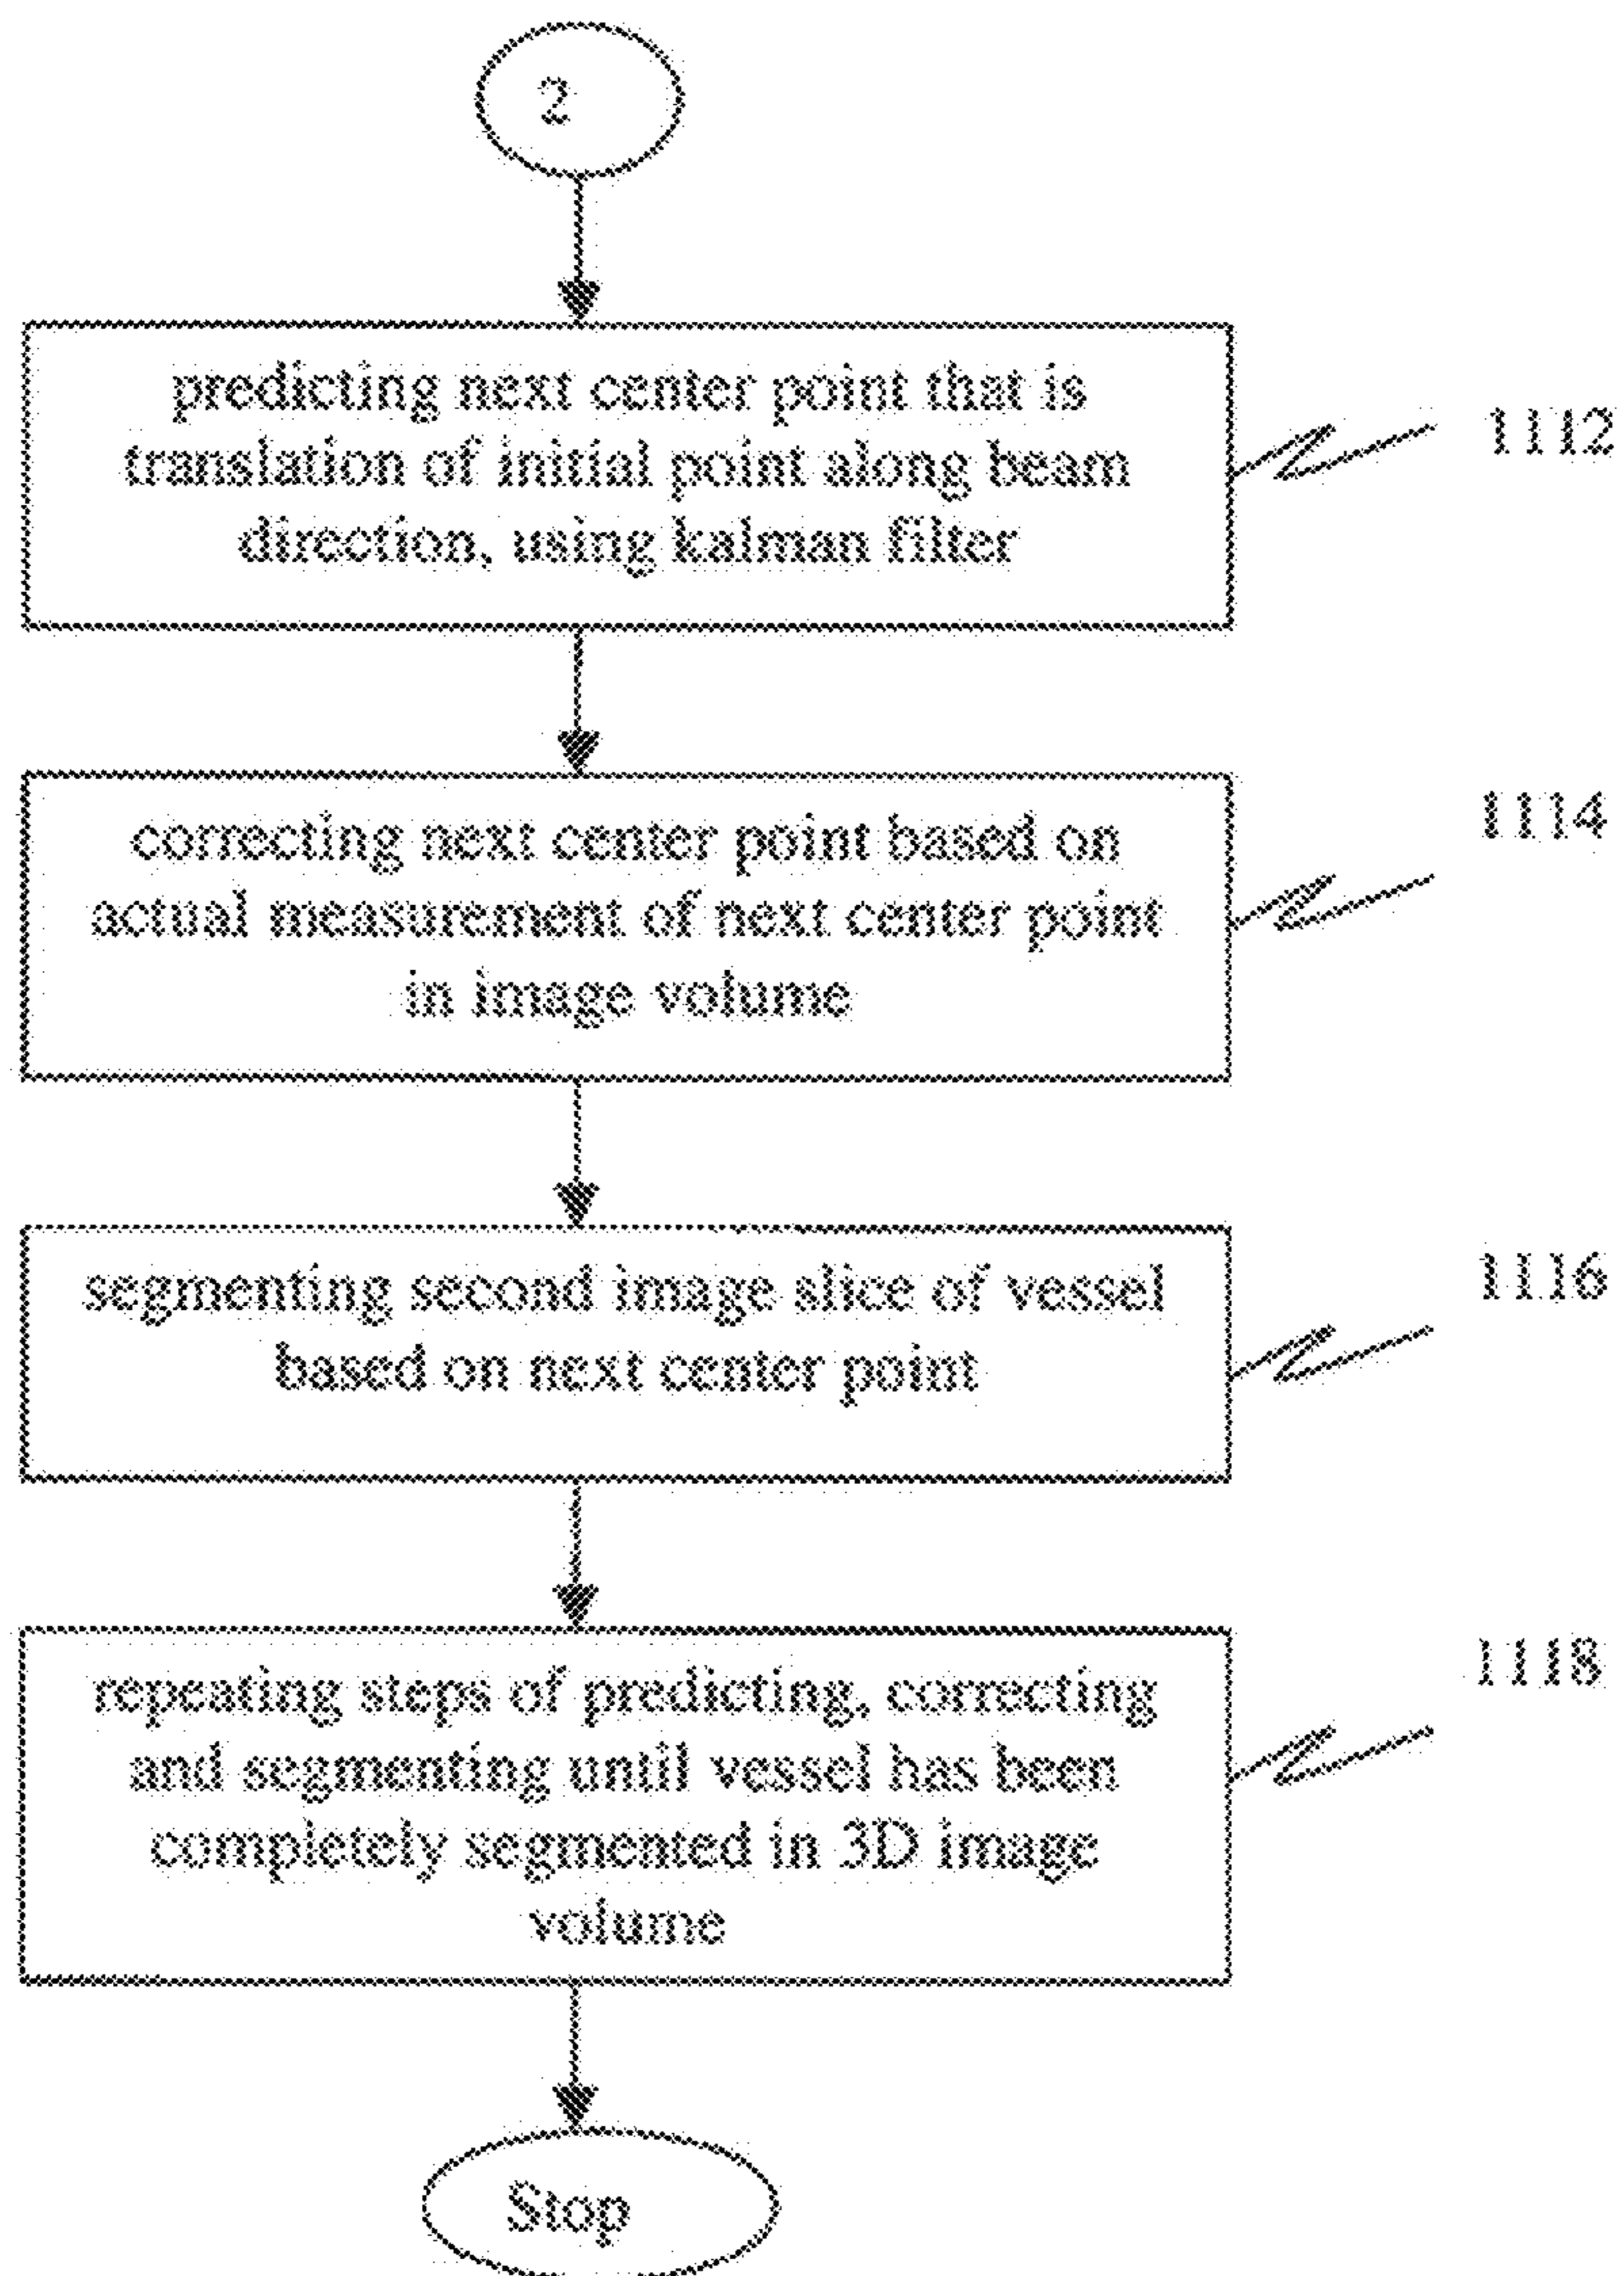 2
predicting next center point that is
translation of initial point along beam
direction, using kalman filter
1112
correcting next center point based on
actual measurement of next center point
in image volume
1114
segmenting second image slice of vessel
based on next center point
1116
repeating steps of predicting, correcting
and segmenting until vessel has been
completely segmented in 3D image
volume
1118
Stop